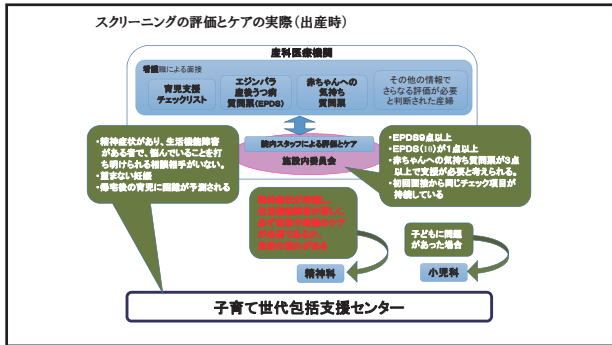 スクリーニングの評価とケアの実際（出産時）
産科医療機関
看護職による面接
育児支援
チェックリスト
エジンバラ
産後うつ病
質問票(EPDS)
赤ちゃんへの
気持ち
質問票
その他の情報で
さらなる評価が必要
と判断された産婦
院内スタッフによる評価とケア
施設内委員会
・精神症状があり、生活機能障害
がある者で、悩んでいることを打
ち明けられる相談相手がいない。
・望まない妊娠
・帰宅後の育児に困難が予測される
・EPDS9点以上
・EPDS(10)が1点以上
・赤ちゃんへの気持ち質問票が3点
以上で支援が必要と考えられる。
・初回面接から同じチェック項目が
持続している
精神科
子どもに問題
があった場合
小児科
子育て世代包括支援センター